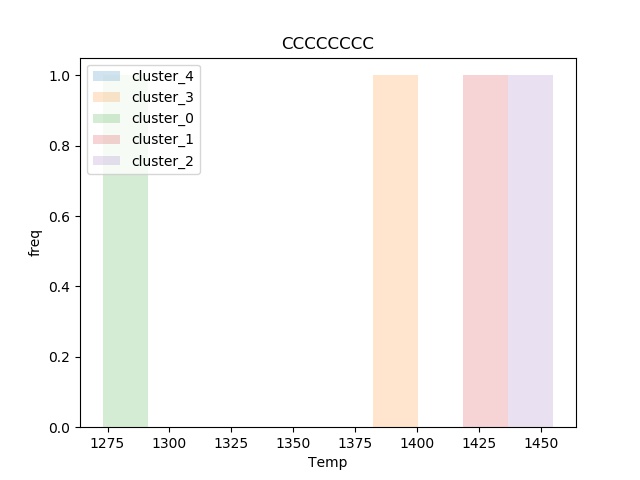 CCCCCCCC
cluster_4
cluster_3
cluster_0
cluster_1
cluster_2
1.0
0.8
0.6
0.4
0.2
0.0
freq
1275 1300 1325 1350 1375 1400 1425 1450
Temp